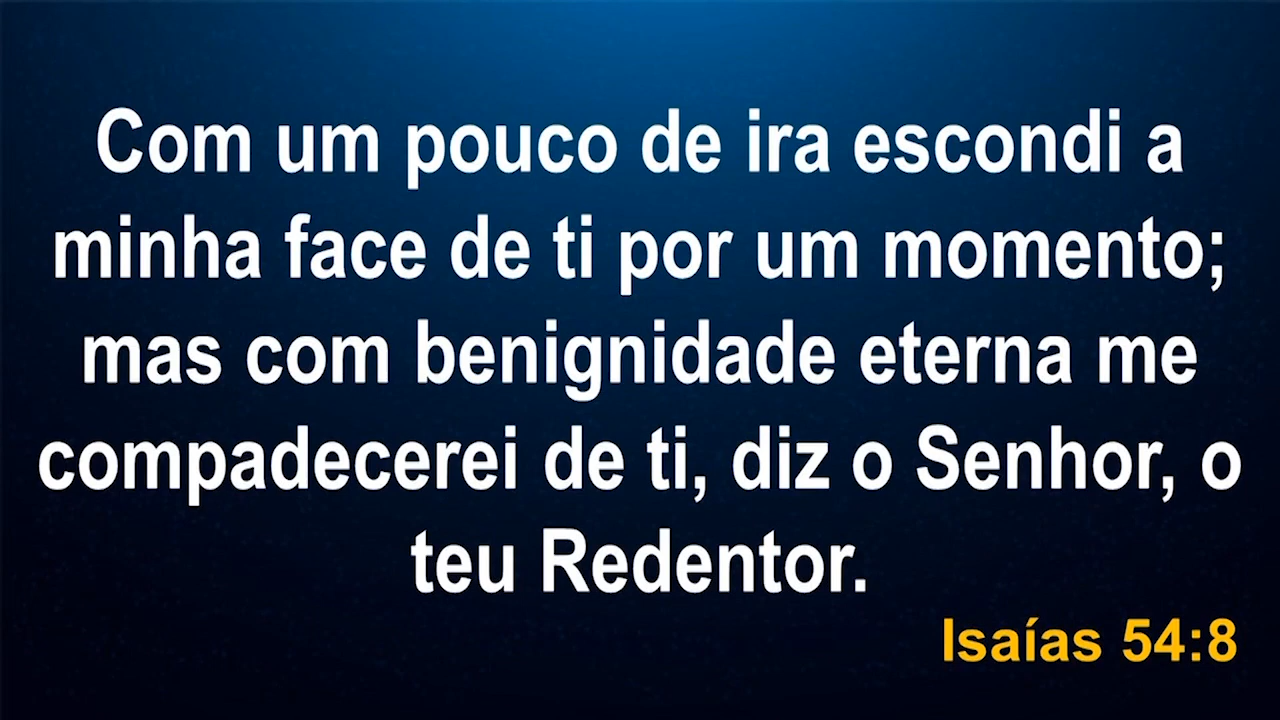 Com um pouco de ira escondi a
minha face de ti por um momento;
mas com benignidade eterna me
compadecerei de ti, diz o Senhor, o
teu Redentor.
Isaías 54:8